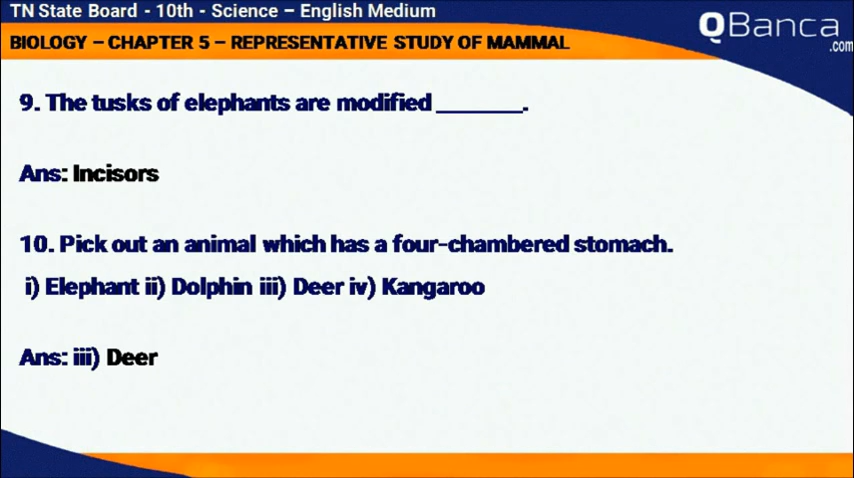 TN State Board - 10th - Science – English Medium
QBanca
.com
BIOLOGY – CHAPTER 5 – REPRESENTATIVE STUDY OF MAMMAL
9. The tusks of elephants are modified _______.
Ans: Incisors
10. Pick out an animal which has a four-chambered stomach.
i) Elephant ii) Dolphin iii) Deer iv) Kangaroo
Ans: iii) Deer